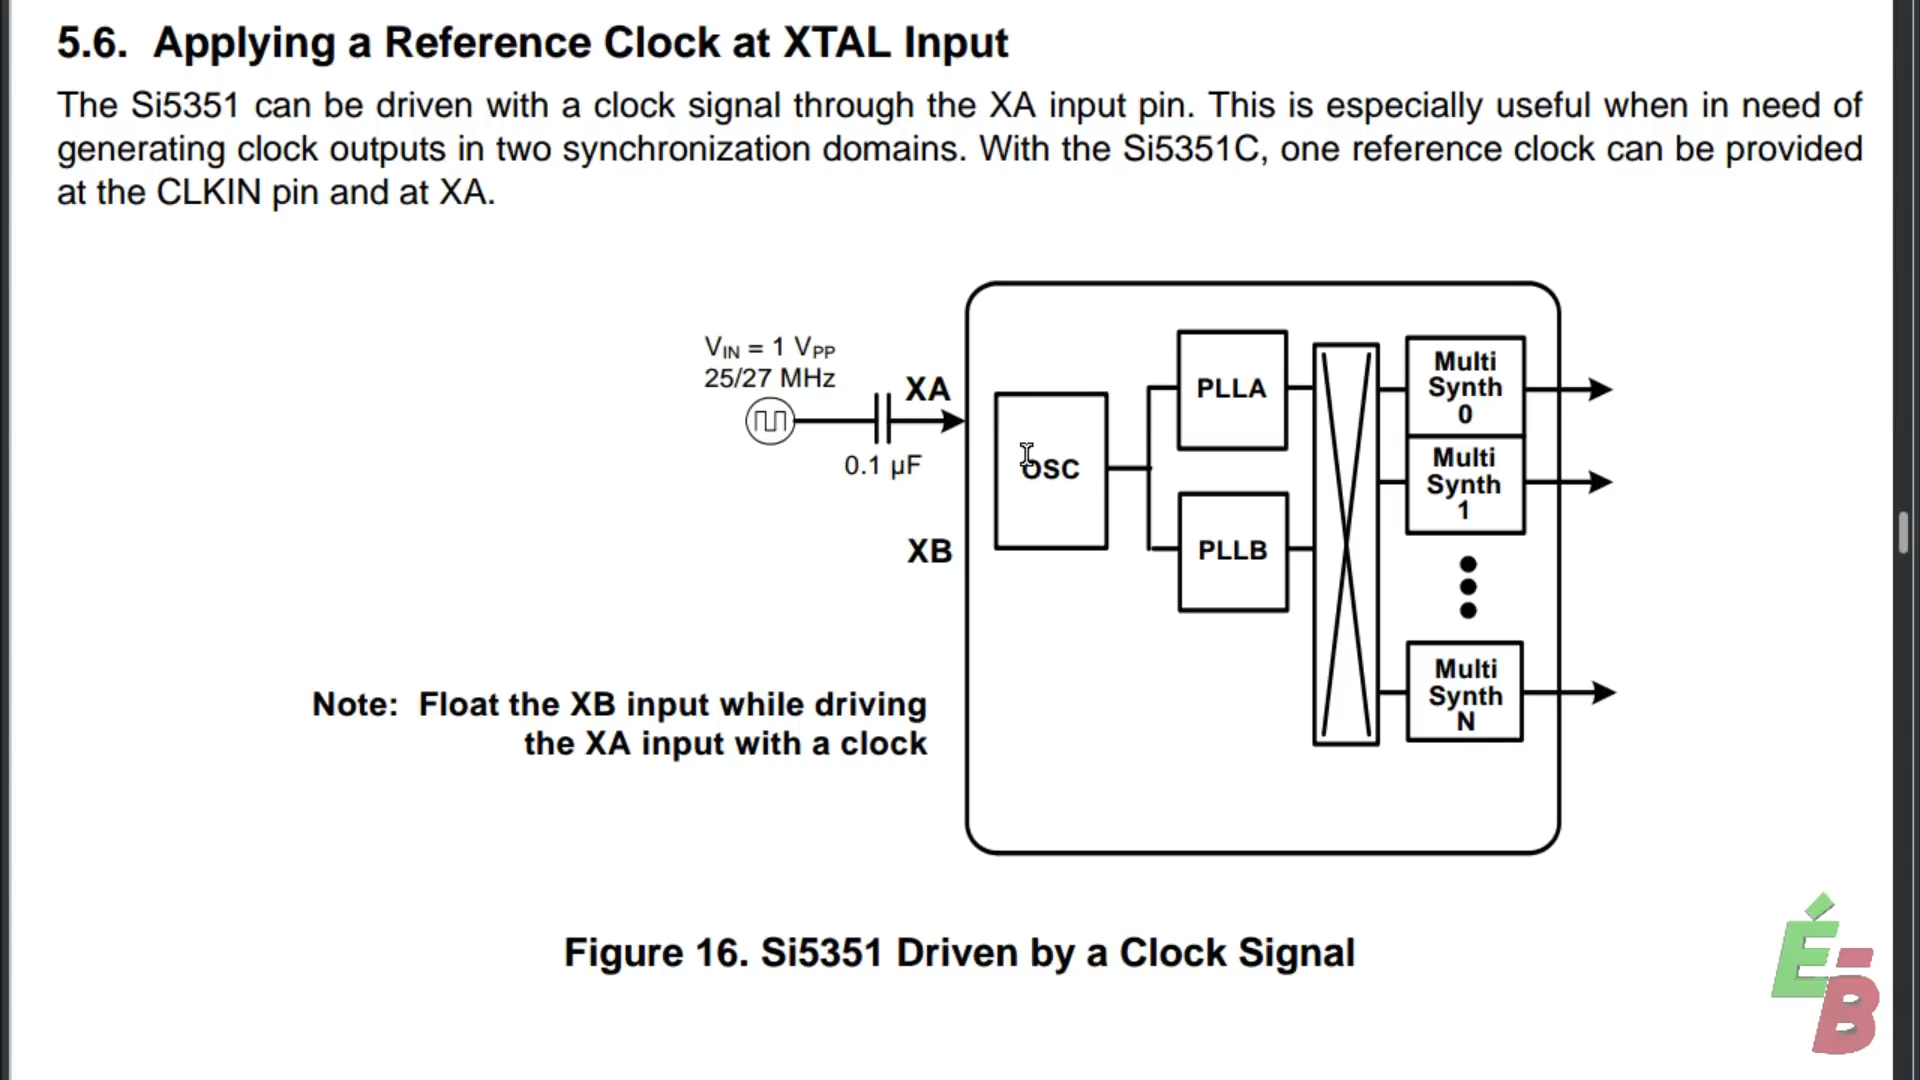 5.6. Applying a Reference Clock at XTAL Input
The Si5351 can be driven with a clock signal through the XA input pin. This is especially useful when in need of
generating clock outputs in two synchronization domains. With the Si5351C, one reference clock can be provided
at the CLKIN pin and at XA.
VIN = 1 VPP
25/27 MHz
XA
0.1 µF
XB
OSC
PLLA
PLLB
Multi
Synth
0
Multi
Synth
1
Multi
Synth
N
Note: Float the XB input while driving
the XA input with a clock
Figure 16. Si5351 Driven by a Clock Signal
É
B